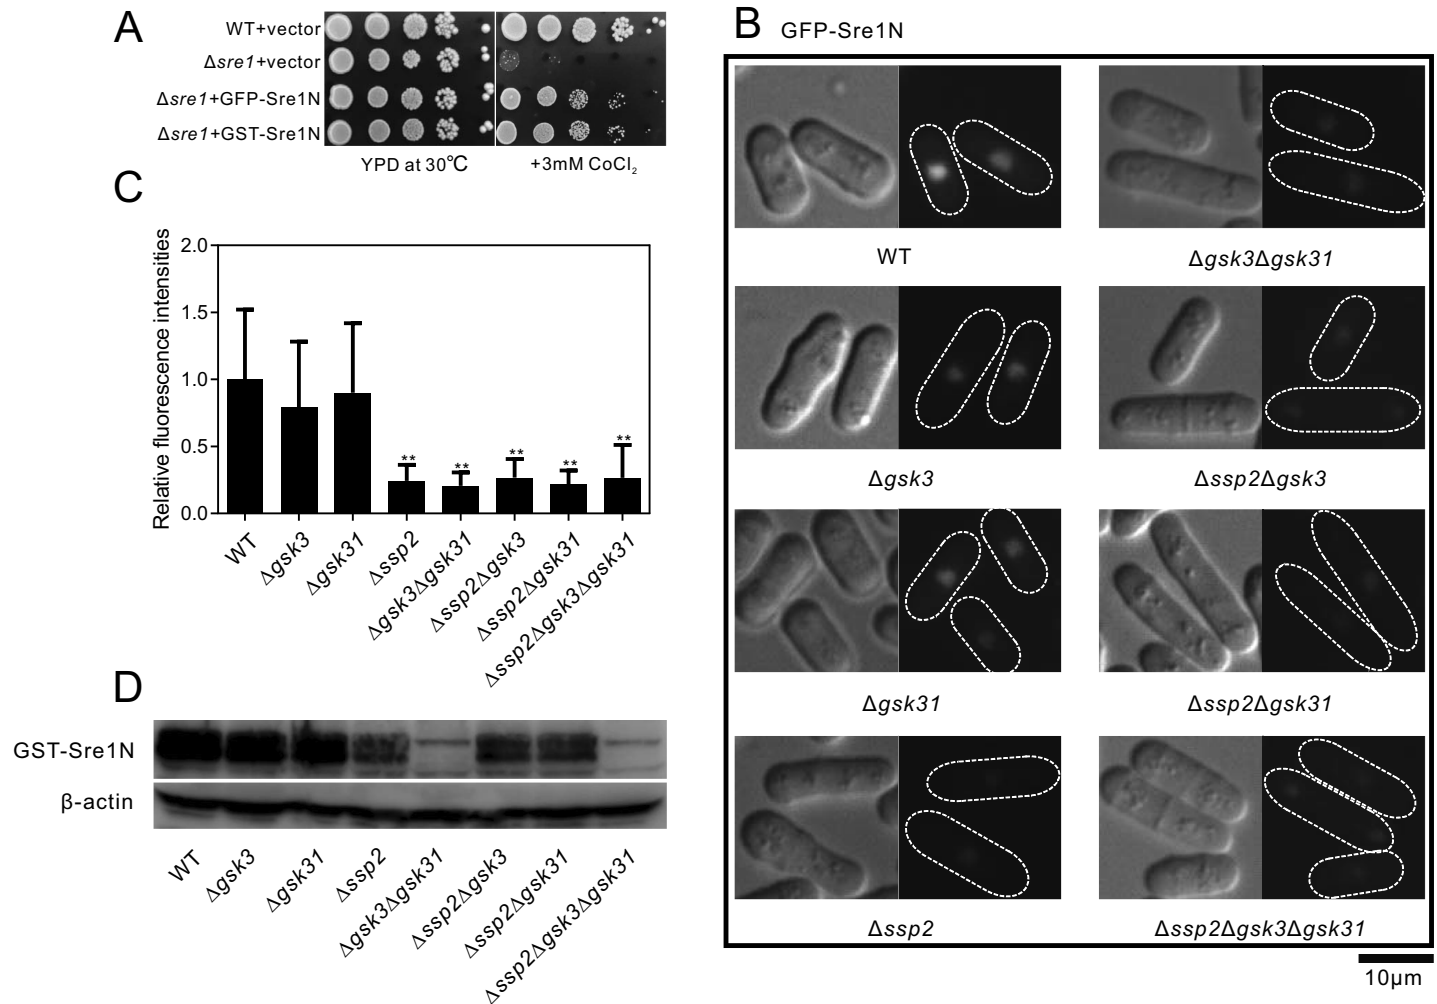 A
WT+vector
Δsre1+vector
Δsre1+GFP-Sre1N
Δsre1+GST-Sre1N
YPD at 30℃
+3mM CoCl₂
B
GFP-Sre1N
WT
Δgsk3Δgsk31
Δgsk3
Δssp2Δgsk3
Δgsk31
Δssp2Δgsk31
Δssp2
Δssp2Δgsk3Δgsk31
10μm
C
Relative fluorescence intensities
2.0
1.5
1.0
0.5
0.0
**
**
**
**
**
WT
Δgsk3
Δgsk31
Δssp2
Δgsk3Δgsk31
Δssp2Δgsk3
Δssp2Δgsk31
Δssp2Δgsk3Δgsk31
D
GST-Sre1N
β-actin
WT
Δgsk3
Δgsk31
Δssp2
Δgsk3Δgsk31
Δssp2Δgsk3
Δssp2Δgsk31
Δssp2Δgsk3Δgsk31